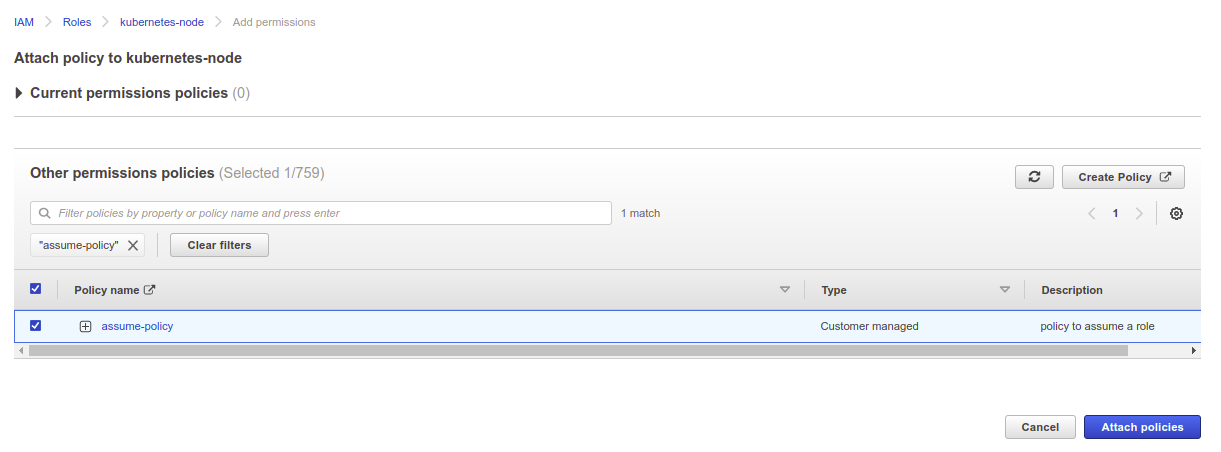 IAM Roles kubernetes-node Add permissions
Attach policy to kubernetes-node
Current permissions policies (0)
Other permissions policies (Selected 1/759)
Create Policy
Filter policies by property or policy name and press enter
1 match
1
"assume-policy"
Clear filters
Policy name Type Description
assume-policy Customer managed policy to assume a role
Cancel Attach policies